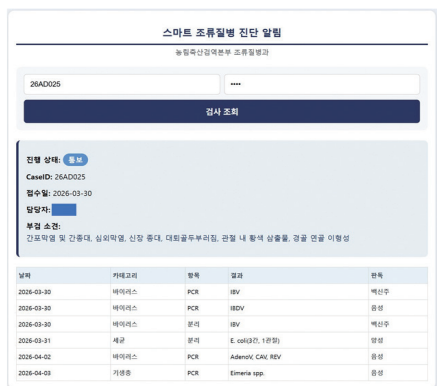 스마트 조류질병 진단 알림
농림축산검역본부 조류질병과
26AD025 ••••
검사 조회
진행 상태: 통보
CaseID: 26AD025
접수일: 2026-03-30
담당자:
부검 소견:
간포막염 및 간종대, 심외막염, 신장 종대, 대퇴골두부러짐, 관절 내 황색 삼출물, 경골 연골 이형성
날짜 카테고리 항목 결과 판독
2026-03-30 바이러스 PCR IBV 백신주
2026-03-30 바이러스 PCR IBDV 음성
2026-03-30 바이러스 분리 IBV 백신주
2026-03-31 세균 분리 E. coli(3간, 1관절) 양성
2026-04-02 바이러스 PCR AdenoV, CAV, REV 음성
2026-04-03 기생충 PCR Eimeria spp. 음성